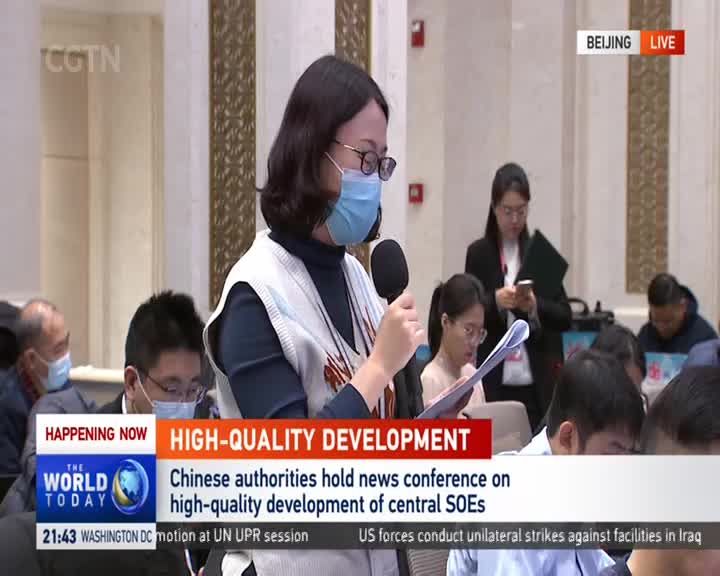 CGTN
BEIJING LIVE
HAPPENING NOW
HIGH-QUALITY DEVELOPMENT
THE
WORLD
TODAY
Chinese authorities hold news conference on
high-quality development of central SOEs
21:43 WASHINGTON DC motion at UN UPR session US forces conduct unilateral strikes against facilities in Iraq